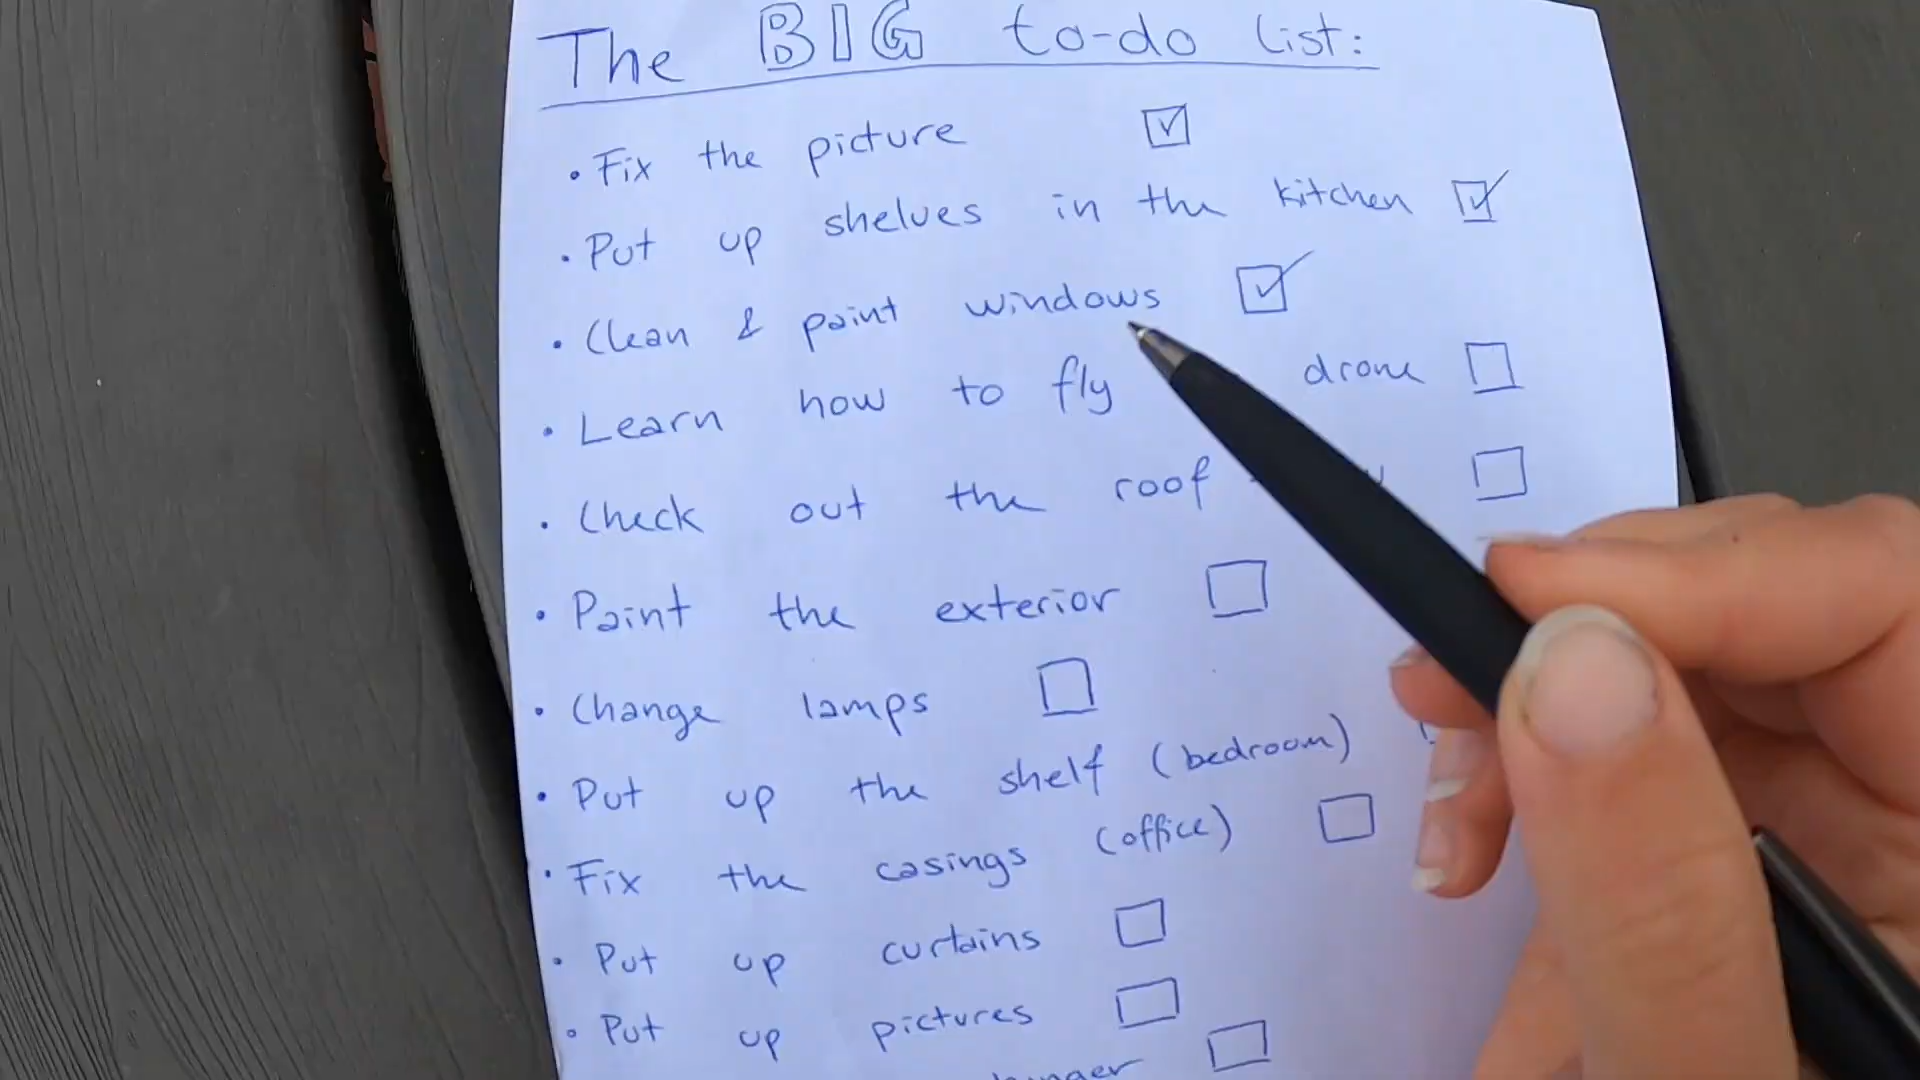 The BIG to-do list:
• Fix the picture ☑
• Put up shelves in the kitchen ☑
• Clean & paint windows ☑
• Learn how to fly drone ☐
• Check out the roof ☐
• Paint the exterior ☐
• Change lamps ☐
• Put up the shelf (bedroom)
• Fix the casings (office) ☐
• Put up curtains ☐
• Put up pictures ☐